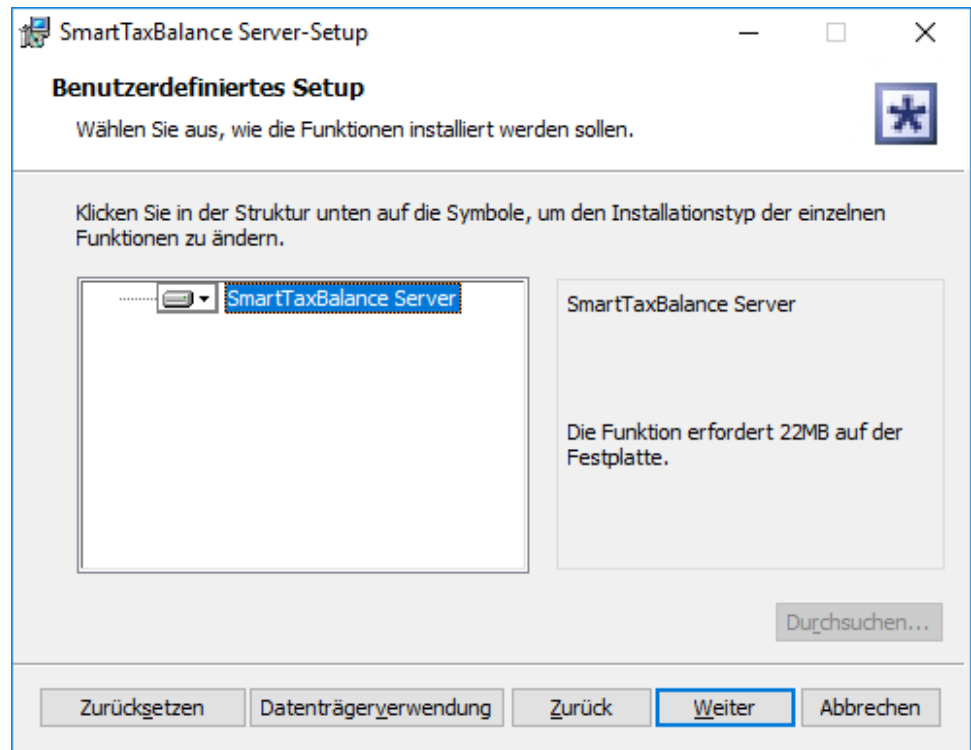 SmartTaxBalance Server-Setup
Benutzerdefiniertes Setup
Wählen Sie aus, wie die Funktionen installiert werden sollen.
Klicken Sie in der Struktur unten auf die Symbole, um den Installationstyp der einzelnen
Funktionen zu ändern.
SmartTaxBalance Server
SmartTaxBalance Server
Die Funktion erfordert 22MB auf der
Festplatte.
Durchsuchen...
Zurücksetzen
Datenträgerverwendung
Zurück
Weiter
Abbrechen